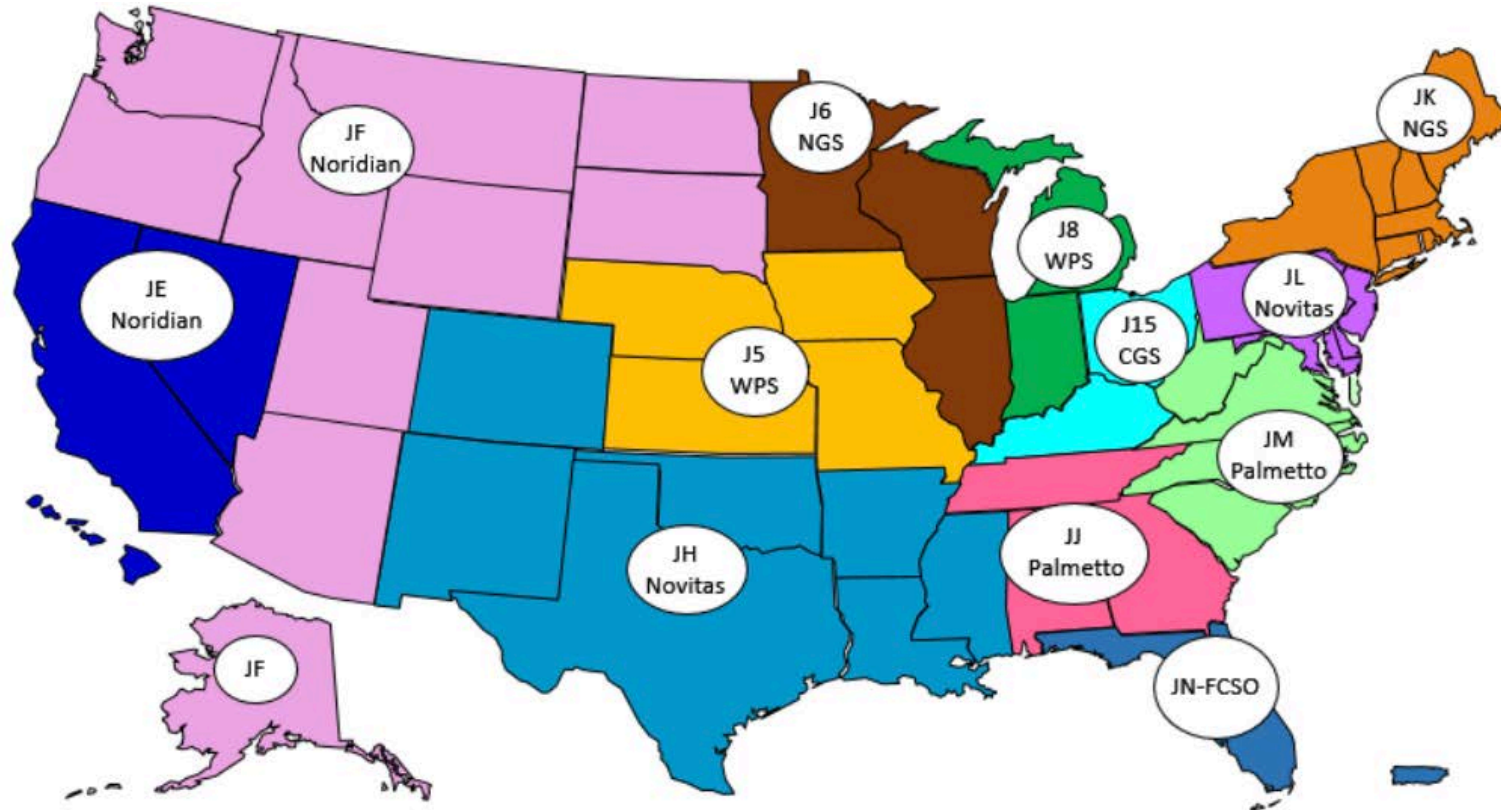 J6
NGS
JK
NGS
JF
Noridian
J8
WPS
JE
Noridian
JL
Novitas
J15
CGS
J5
WPS
JM
Palmetto
JH
Novitas
JJ
Palmetto
JF
JN-FCSO